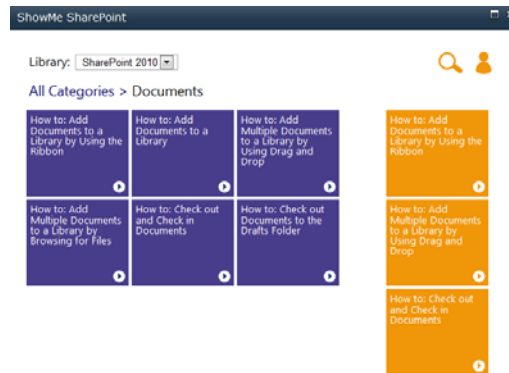 ShowMe SharePoint
Library: SharePoint 2010
All Categories > Documents
How to: Add
Documents to a
Library by Using the
Ribbon
How to: Add
Documents to a
Library
How to: Add
Multiple Documents
to a Library by
Using Drag and
Drop
How to: Add
Multiple Documents
to a Library by
Browsing for Files
How to: Check out
and Check in
Documents
How to: Check out
Documents to the
Drafts Folder
How to: Add
Documents to a
Library by Using the
Ribbon
How to: Add
Multiple Documents
to a Library by
Using Drag and
Drop
How to: Check out
and Check in
Documents